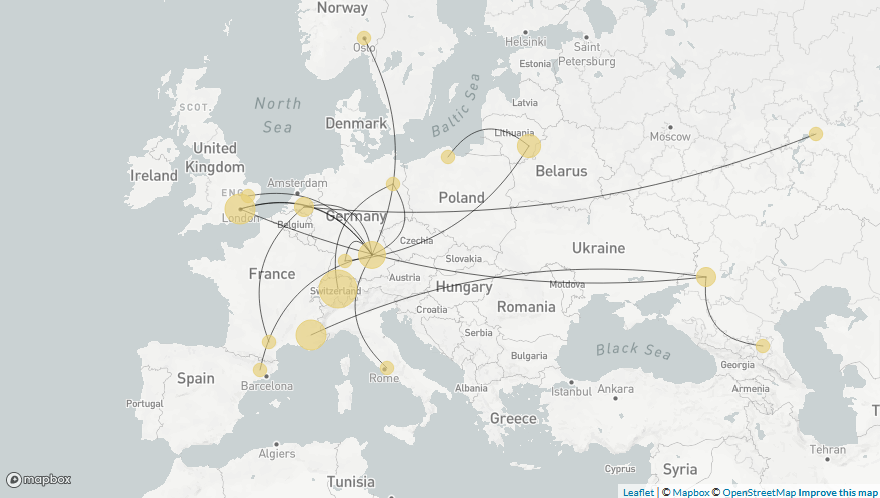 Norway
Oslo
Helsinki
Saint
Petersburg
Estonia
North
Sea
SCOT.
Baltic Sea
Latvia
Denmark
Lithuania
Moscow
United
Kingdom
Ireland
ENG
Amsterdam
Belarus
Poland
London
Belgium
Germany
Czechia
Ukraine
France
Slovakia
Austria
Switzerland
Hungary
Moldova
Croatia
Romania
Serbia
Black Sea
Bulgaria
Georgia
Spain
Barcelona
Rome
Albania
Istanbul
Ankara
Armenia
Portugal
Greece
T
Algiers
Tehran
Cyprus
Syria
Tunisia
mapbox
Leaflet | © Mapbox © OpenStreetMap Improve this map